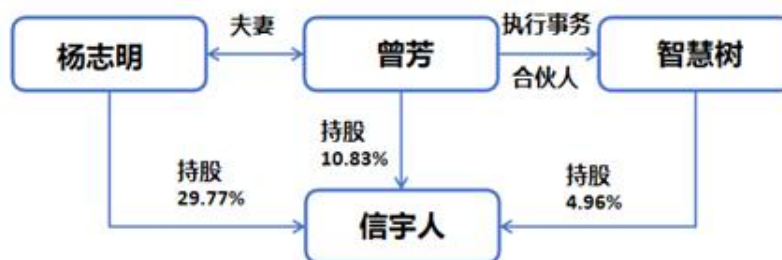 杨志明
夫妻
曾芳
执行事务
合伙人
智慧树
持股
29.77%
持股
10.83%
持股
4.96%
信宇人